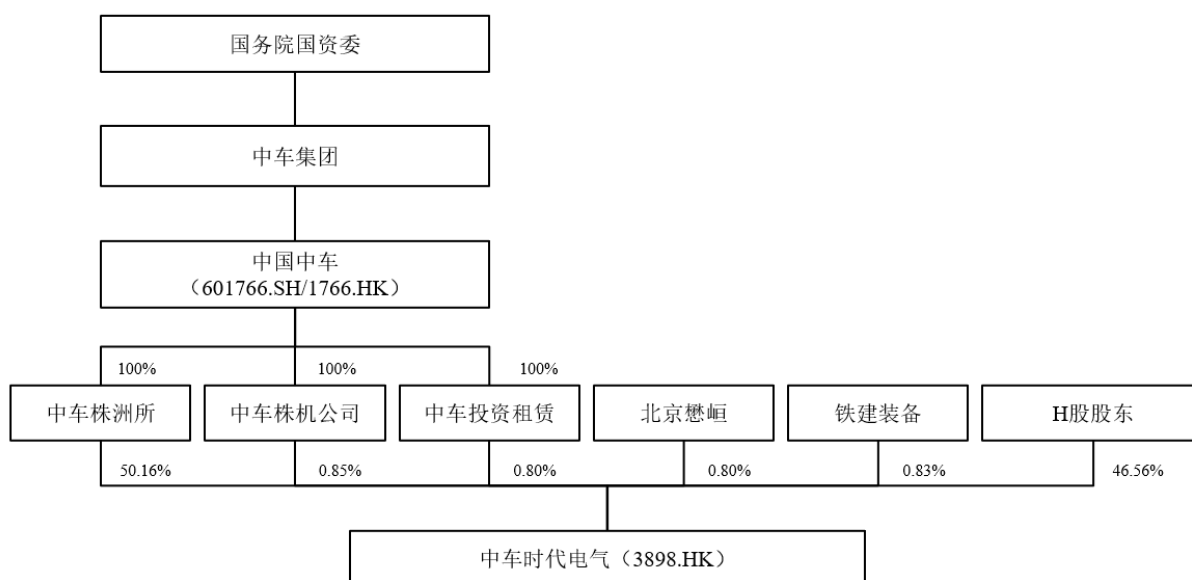 国务院国资委
中车集团
中国中车
（601766.SH/1766.HK）
100%
100%
100%
中车株洲所
中车株机公司
中车投资租赁
北京懋峘
铁建装备
H股股东
50.16%
0.85%
0.80%
0.80%
0.83%
46.56%
中车时代电气（3898.HK）